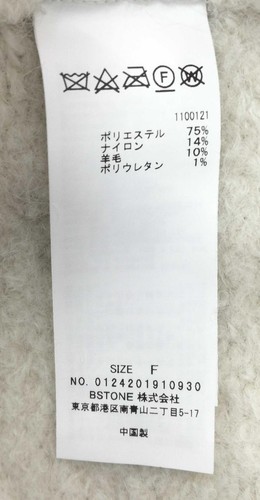 1100121
ポリエステル 75%
ナイロン 14%
羊毛 10%
ポリウレタン 1%
SIZE F
NO. 0124201910930
BSTONE 株式会社
東京都港区南青山二丁目5-17
中国製